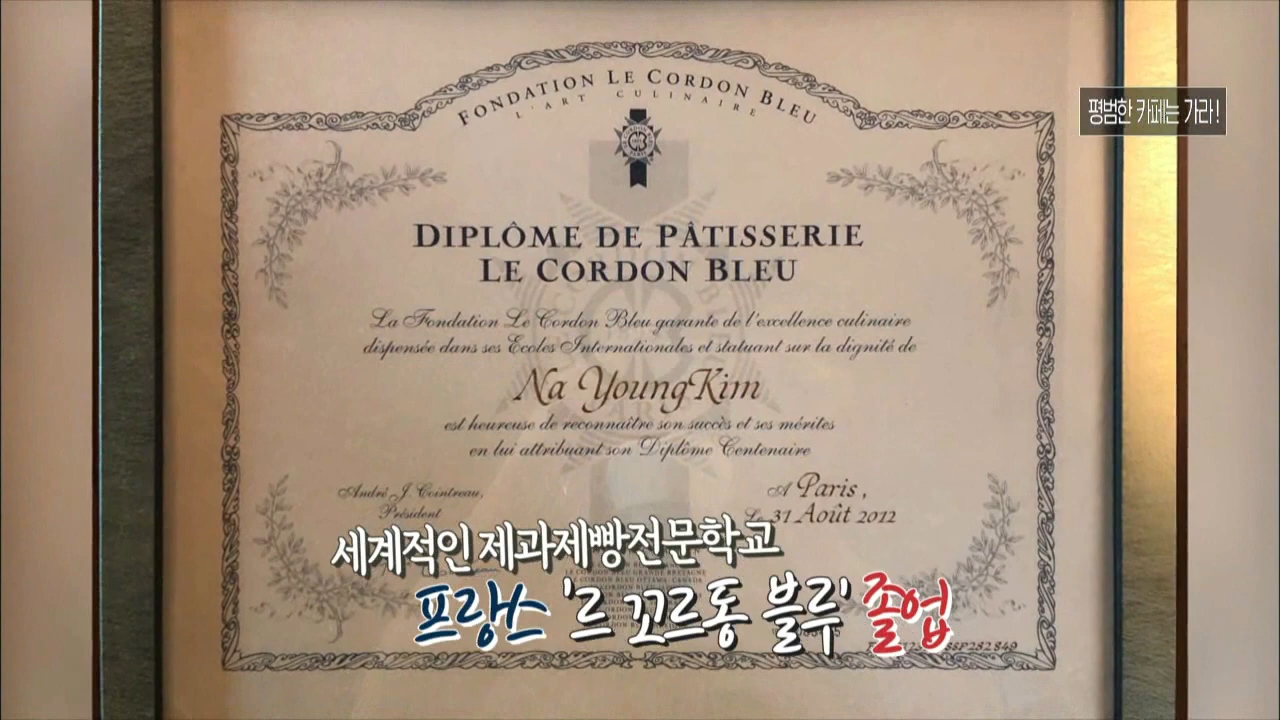 FONDATION LE CORDON BLEU
L'ART CULINAIRE
평범한 카페는 가라!
DIPLÔME DE PÂTISSERIE
LE CORDON BLEU
La Fondation Le Cordon Bleu garante de l'excellence culinaire
dispensée dans ses Ecoles Internationales et statuant sur la dignité de
Na Young Kim
est heureuse de reconnaître son succès et ses mérites
en lui attribuant son Diplôme Centenaire
André J. Cointreau,
Président
A Paris,
Le 31 Août 2012
세계적인 제과제빵전문학교
프랑스 '르 꼬르동 블루' 졸업